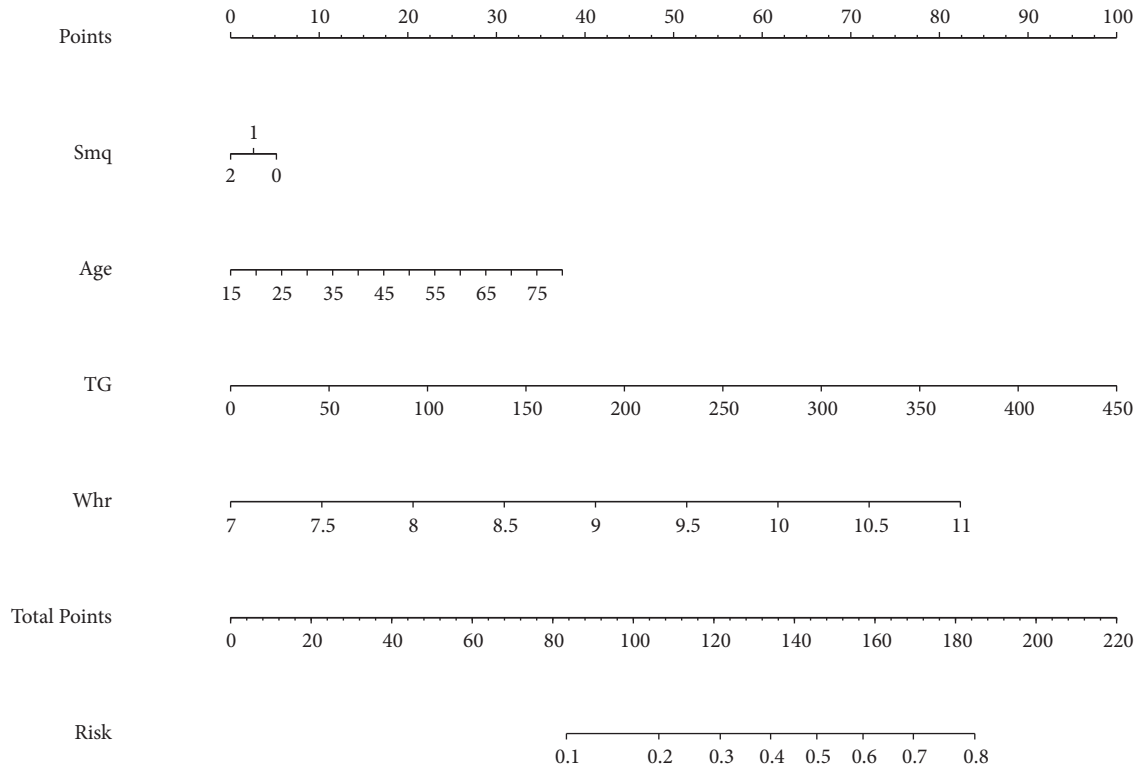 Points 0 10 20 30 40 50 60 70 80 90 100
1
Smq
2 0
Age
15 25 35 45 55 65 75
TG
0 50 100 150 200 250 300 350 400 450
Whr
7 7.5 8 8.5 9 9.5 10 10.5 11
Total Points
0 20 40 60 80 100 120 140 160 180 200 220
Risk
0.1 0.2 0.3 0.4 0.5 0.6 0.7 0.8